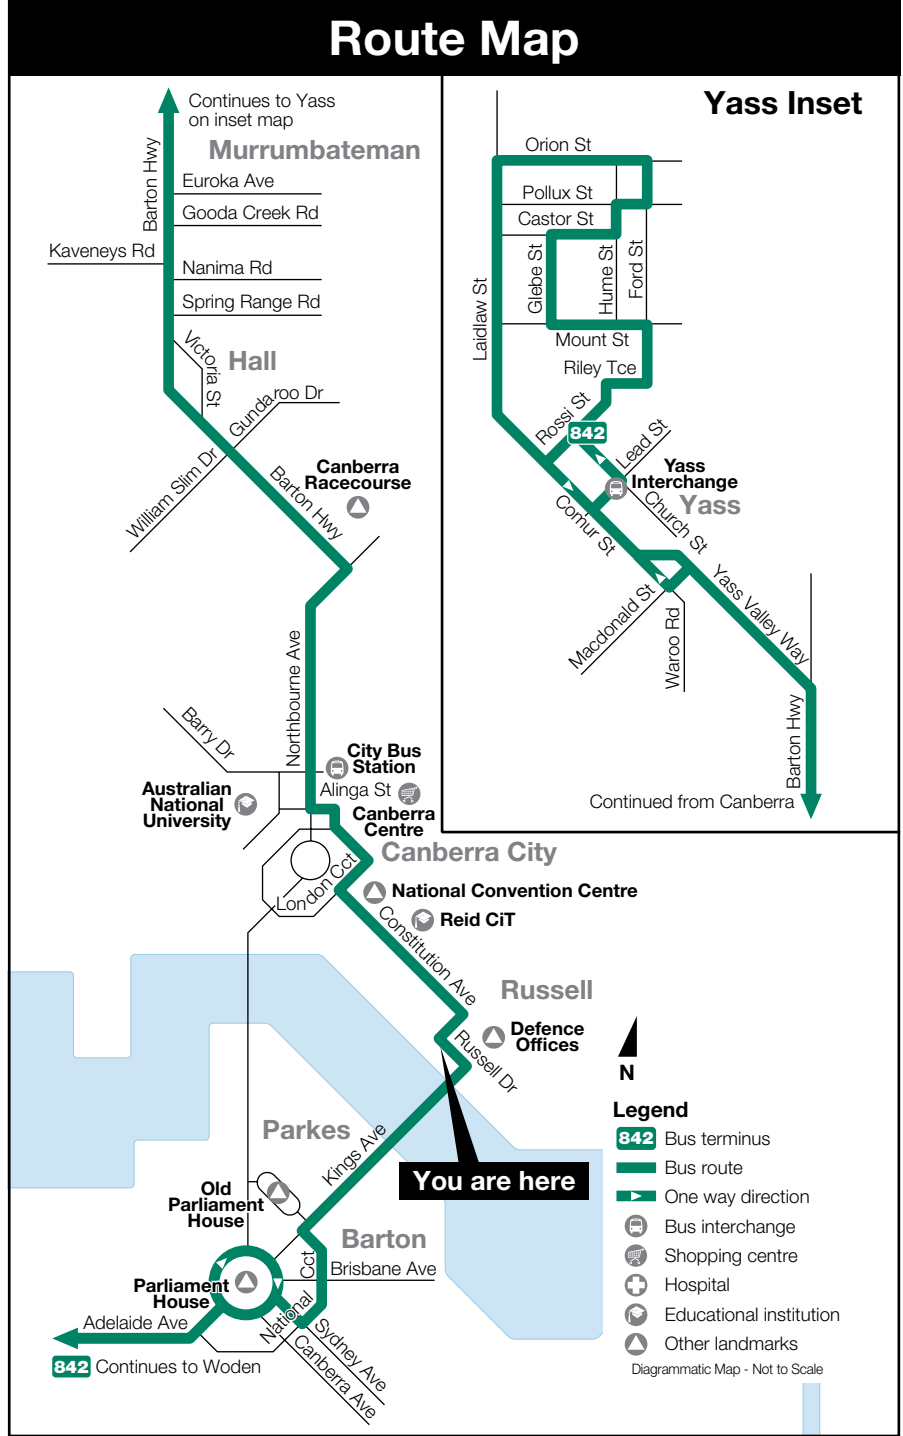 Route Map
Continues to Yass
on inset map
Murrumbateman
Barton Hwy
Euroka Ave
Gooda Creek Rd
Kaveneys Rd
Nanima Rd
Spring Range Rd
Victoria St
Hall
Gundaroo Dr
William Slim Dr
Barton Hwy
Canberra
Racecourse
Northbourne Ave
Barry Dr
City Bus
Station
Alinga St
Australian
National
University
Canberra
Centre
Canberra City
London Cct
National Convention Centre
Reid CiT
Constitution Ave
Russell
Defence
Offices
Russell Dr
Parkes
Kings Ave
You are here
Old
Parliament
House
Barton
Cct
Brisbane Ave
Parliament
House
National
Adelaide Ave
Sydney Ave
Canberra Ave
842 Continues to Woden
Yass Inset
Orion St
Pollux St
Castor St
Glebe St
Hume St
Ford St
Laidlaw St
Mount St
Riley Tce
Rossi St
842
Lead St
Yass
Interchange
Yass
Church St
Comur St
Macdonald St
Waroo Rd
Yass Valley Way
Barton Hwy
Continued from Canberra
N
Legend
842 Bus terminus
Bus route
One way direction
Bus interchange
Shopping centre
Hospital
Educational institution
Other landmarks
Diagrammatic Map - Not to Scale